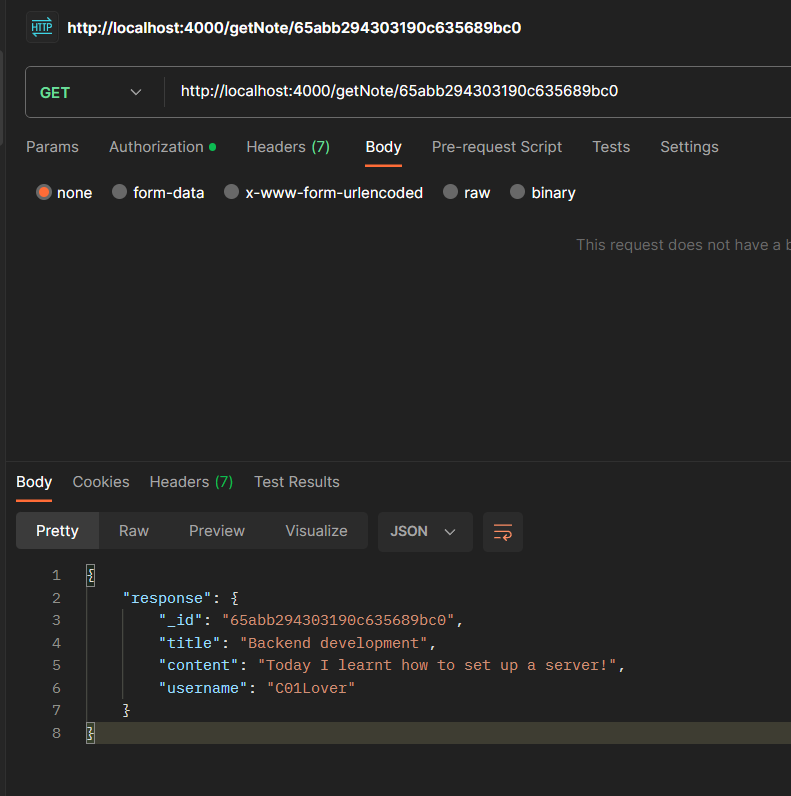 HTTP http://localhost:4000/getNote/65abb294303190c635689bc0
GET http://localhost:4000/getNote/65abb294303190c635689bc0
Params Authorization Headers (7) Body Pre-request Script Tests Settings
none form-data x-www-form-urlencoded raw binary
This request does not have a b
Body Cookies Headers (7) Test Results
Pretty Raw Preview Visualize JSON
1 {
2 "response": {
3 "_id": "65abb294303190c635689bc0",
4 "title": "Backend development",
5 "content": "Today I learnt how to set up a server!",
6 "username": "C01Lover"
7 }
8 }